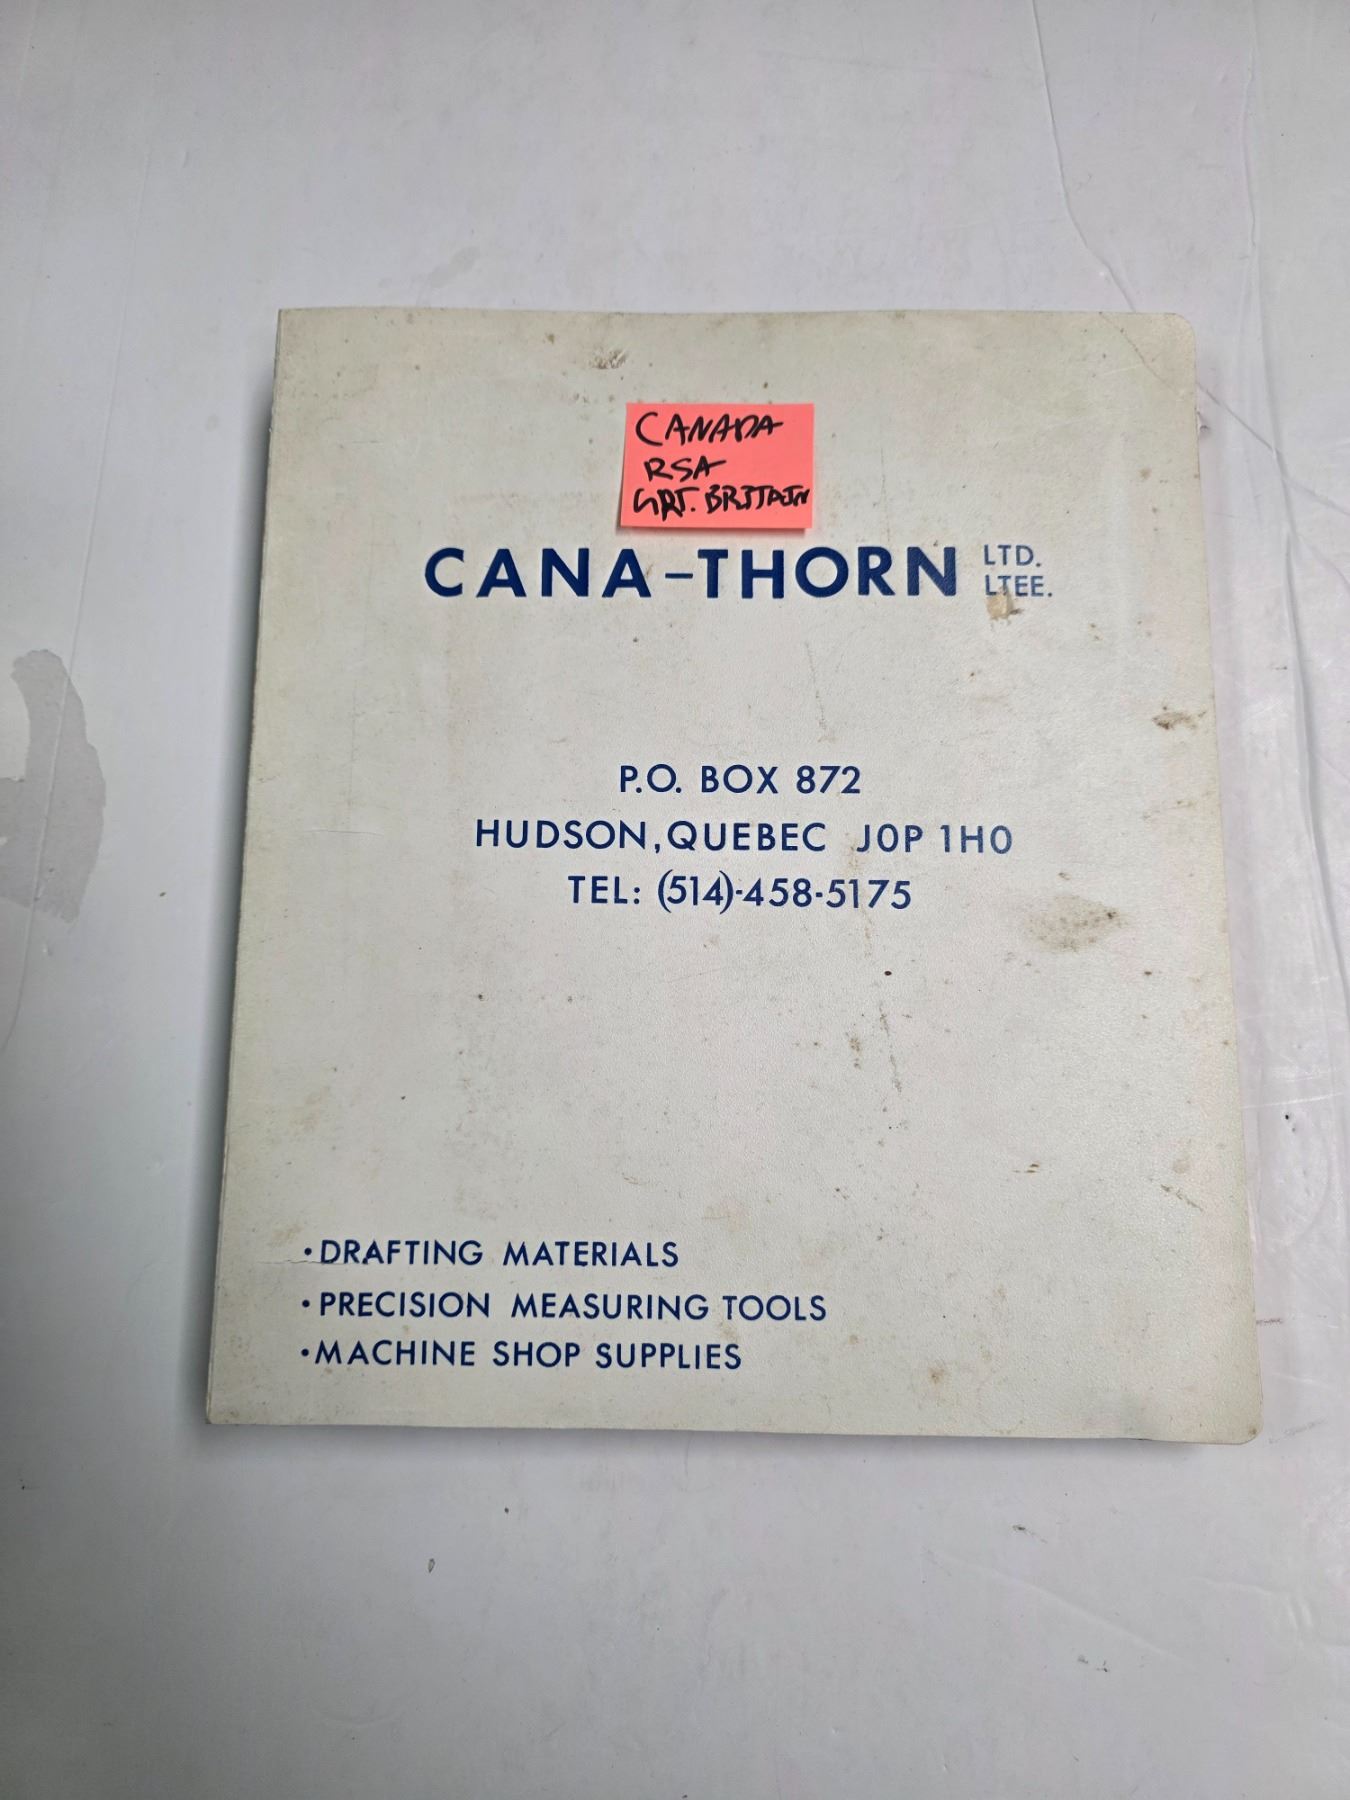 CANADA
RSA
GRT. BRITAIN
CANA-THORN LTD.
LTEE.
P.O. BOX 872
HUDSON, QUEBEC J0P 1H0
TEL: (514)-458-5175
• DRAFTING MATERIALS
• PRECISION MEASURING TOOLS
• MACHINE SHOP SUPPLIES